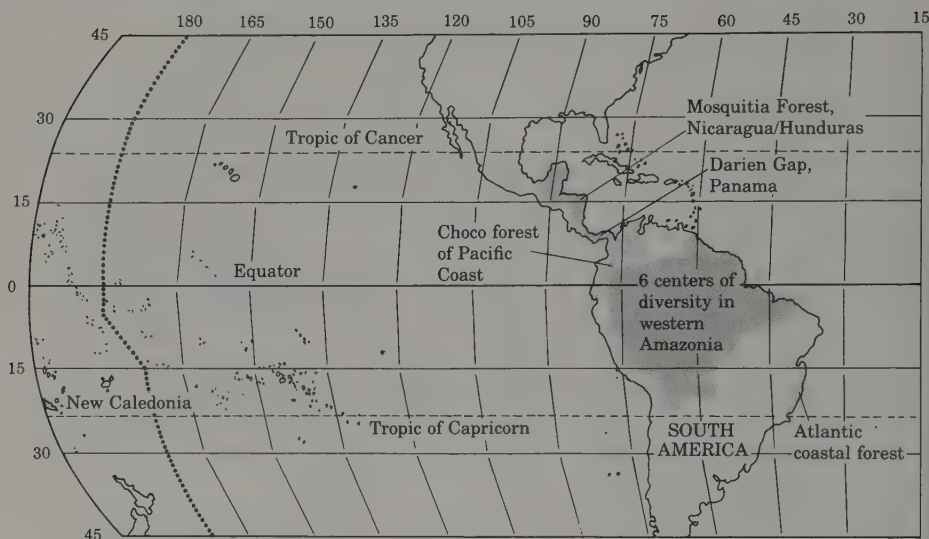 180 165 150 135 120 105 90 75 60 45 30 15
45
30
Tropic of Cancer
Mosquitia Forest,
Nicaragua/Hunduras
Darien Gap,
Panama
15
Choco forest
of Pacific
Coast
Equator
0
6 centers of
diversity in
western
Amazonia
15
New Caledonia
Tropic of Capricorn
SOUTH
AMERICA
Atlantic
coastal forest
30
45